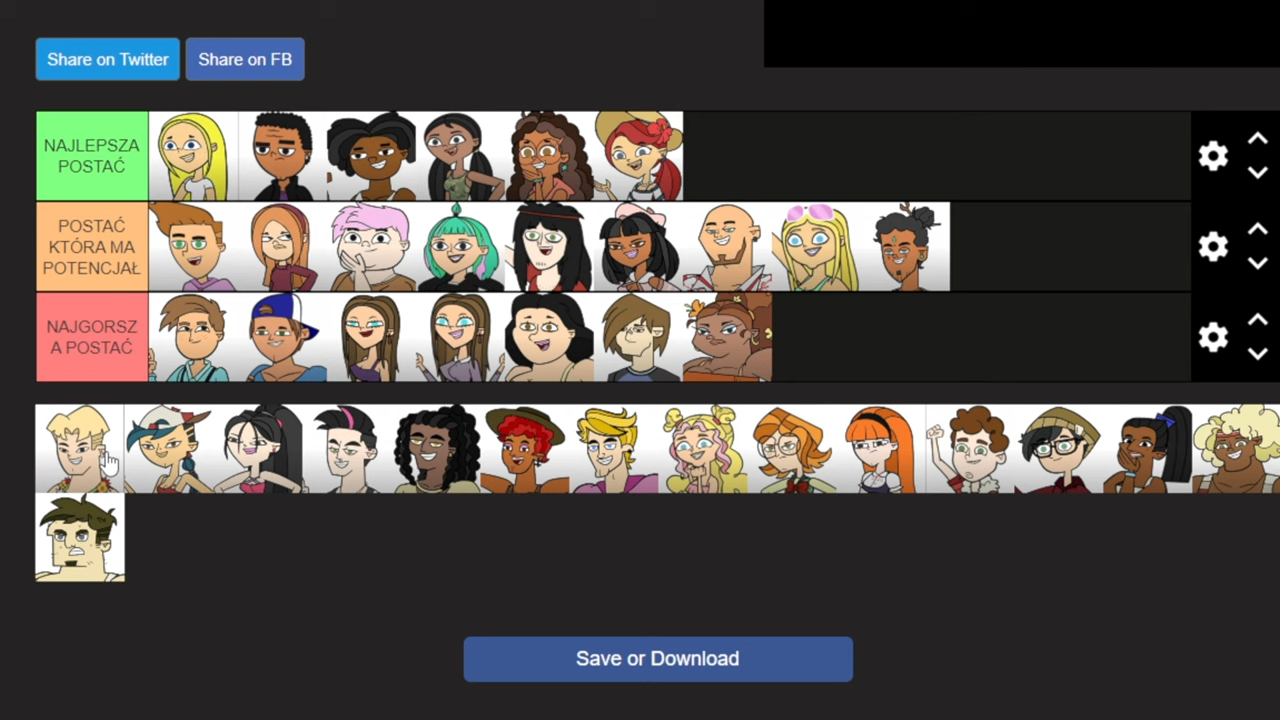 Share on Twitter
Share on FB
NAJLEPSZA
POSTAĆ
POSTAĆ
KTÓRA MA
POTENCJAŁ
NAJGORSZ
A POSTAĆ
Save or Download